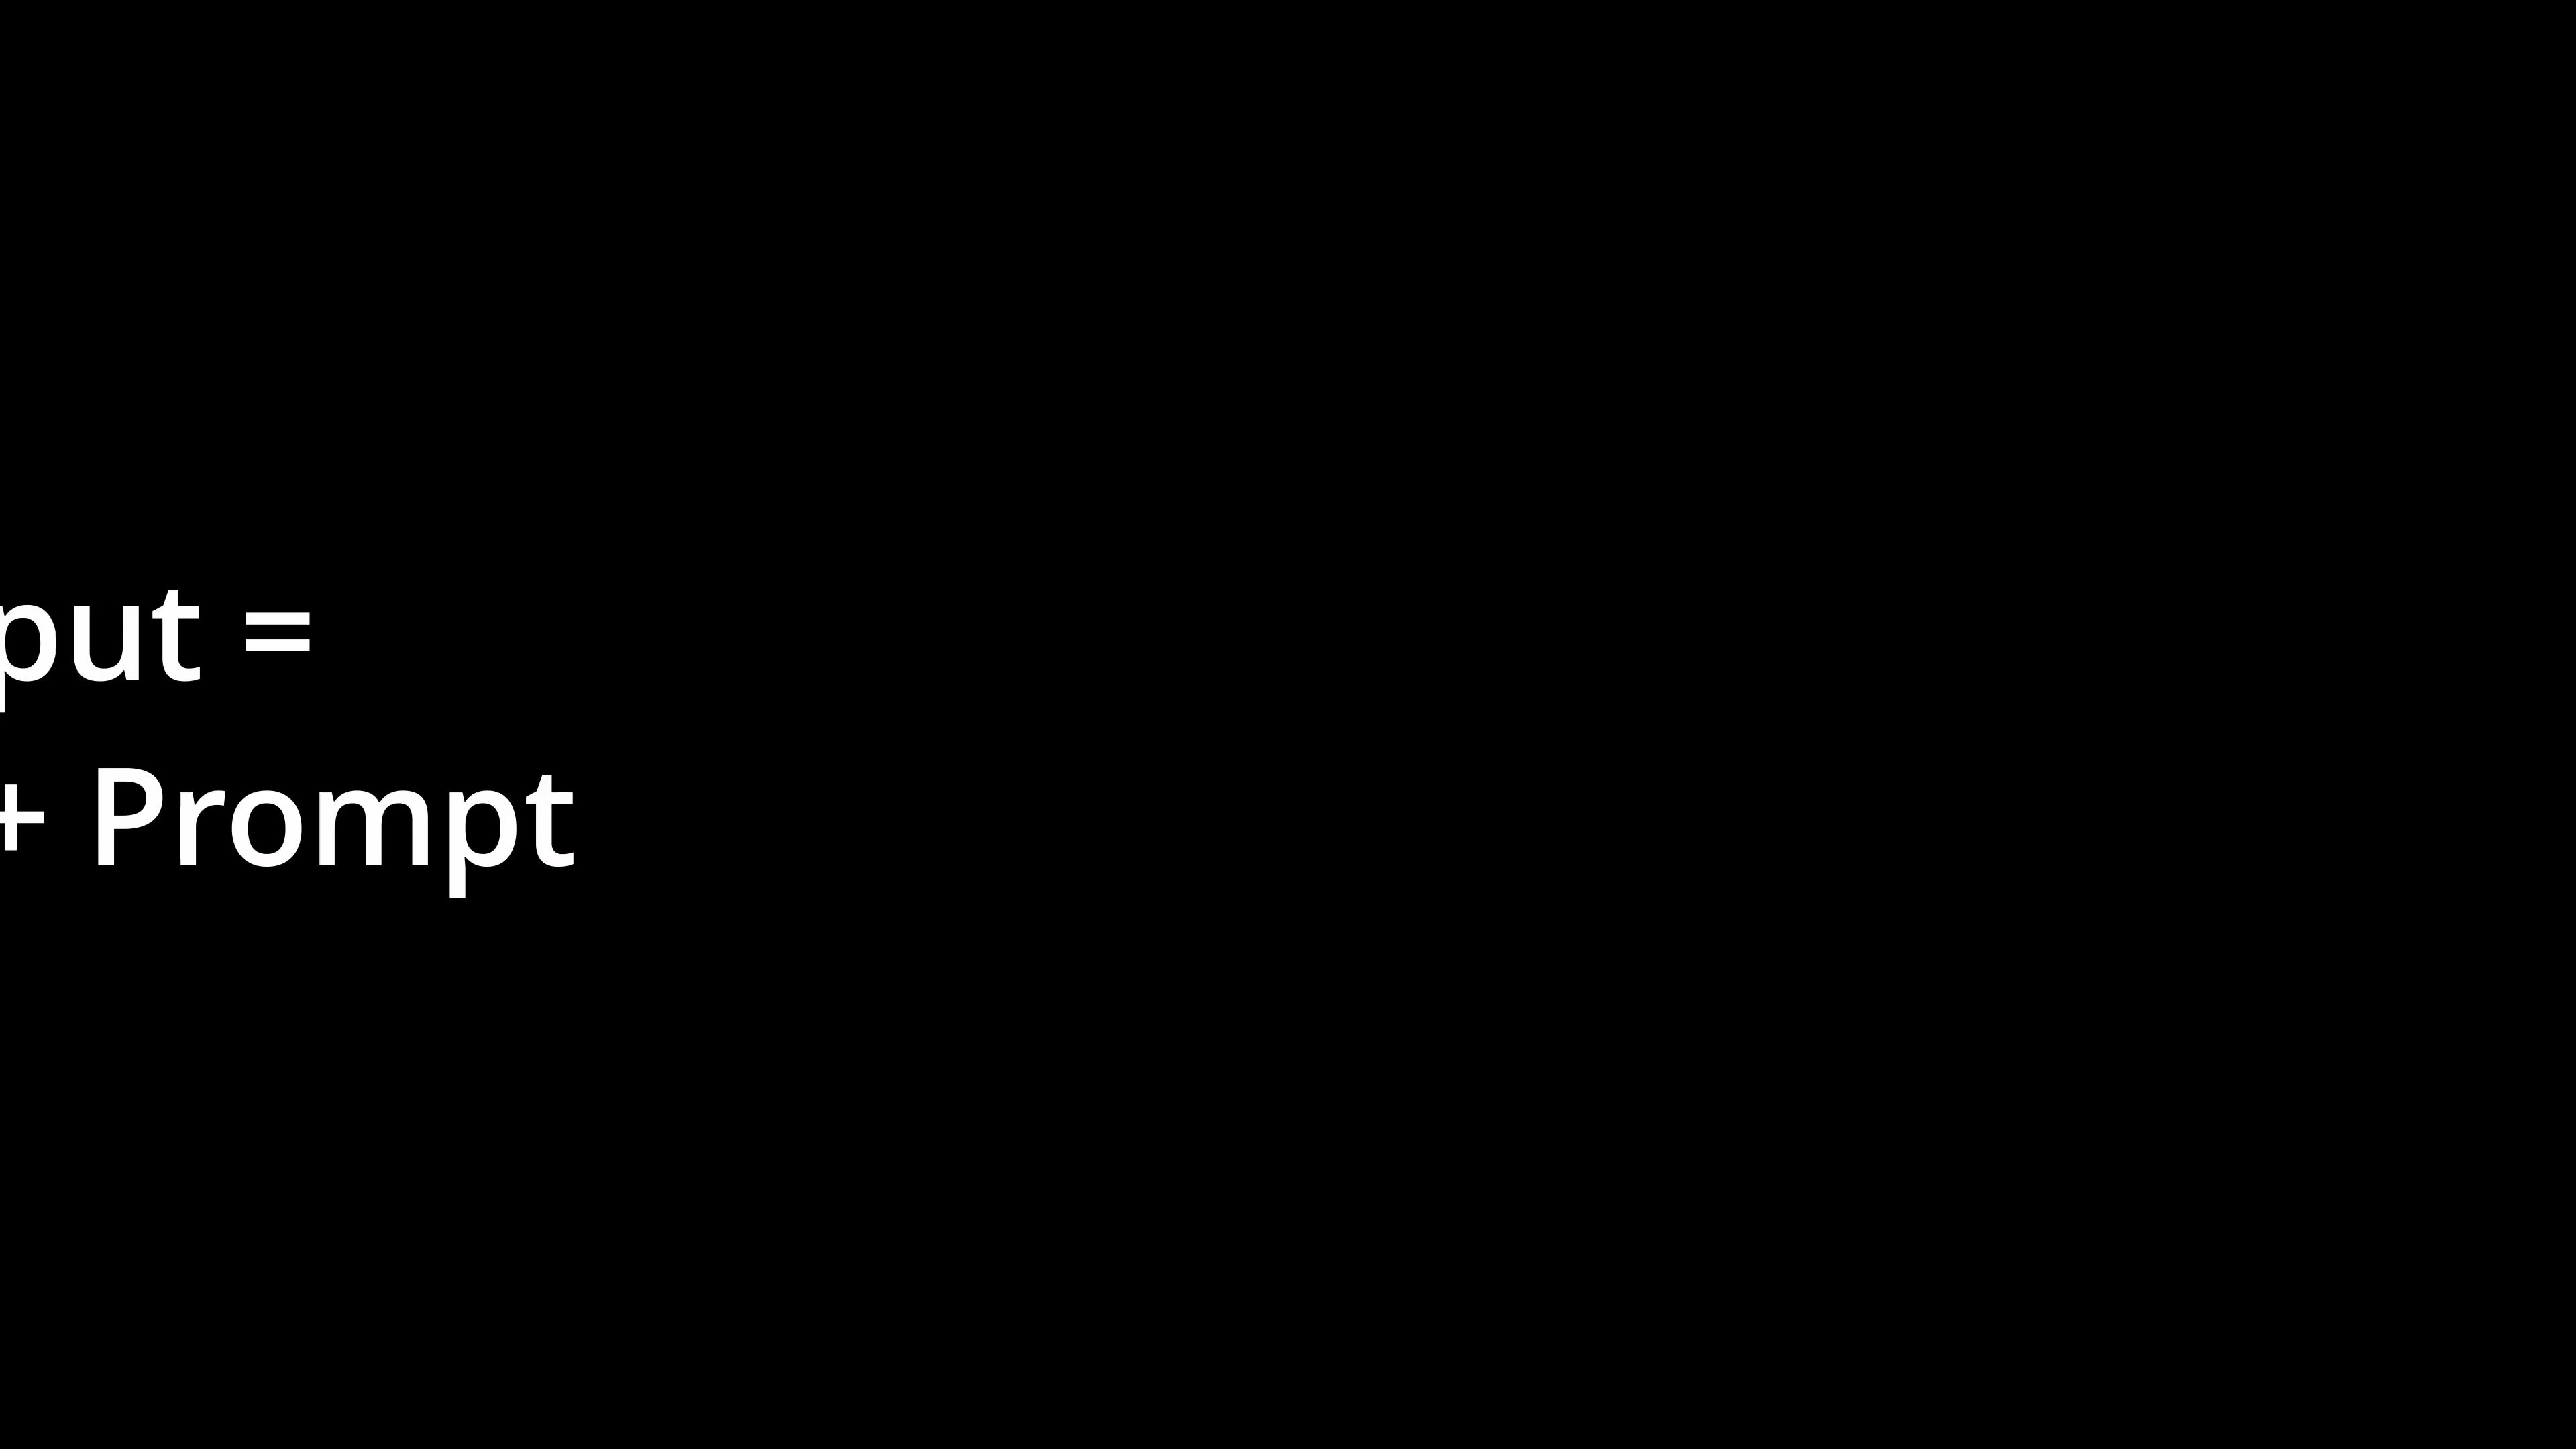 put =
+ Prompt